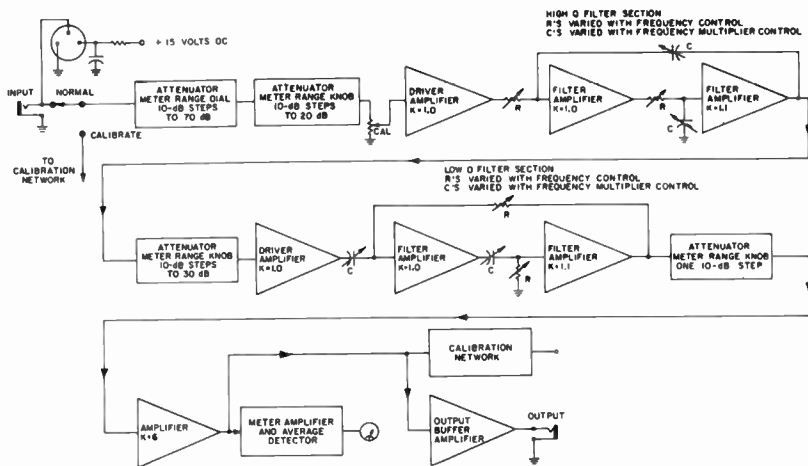 HIGH Q FILTER SECTION
R'S VARIED WITH FREQUENCY CONTROL
C'S VARIED WITH FREQUENCY MULTIPLIER CONTROL
+ 15 VOLTS DC
C
INPUT
NORMAL
ATTENUATOR
METER RANGE DIAL
10-dB STEPS
TO 70 dB
ATTENUATOR
METER RANGE KNOB
10-dB STEPS
TO 20 dB
CAL
DRIVER
AMPLIFIER
K=1.0
R
FILTER
AMPLIFIER
K=1.0
R
C
FILTER
AMPLIFIER
K=1.1
CALIBRATE
TO
CALIBRATION
NETWORK
LOW Q FILTER SECTION
R'S VARIED WITH FREQUENCY CONTROL
C'S VARIED WITH FREQUENCY MULTIPLIER CONTROL
R
ATTENUATOR
METER RANGE KNOB
10-dB STEPS
TO 30 dB
DRIVER
AMPLIFIER
K=1.0
C
FILTER
AMPLIFIER
K=1.0
C
R
FILTER
AMPLIFIER
K=1.1
ATTENUATOR
METER RANGE KNOB
ONE 10-dB STEP
CALIBRATION
NETWORK
AMPLIFIER
K=6
METER AMPLIFIER
AND AVERAGE
DETECTOR
OUTPUT
BUFFER
AMPLIFIER
OUTPUT